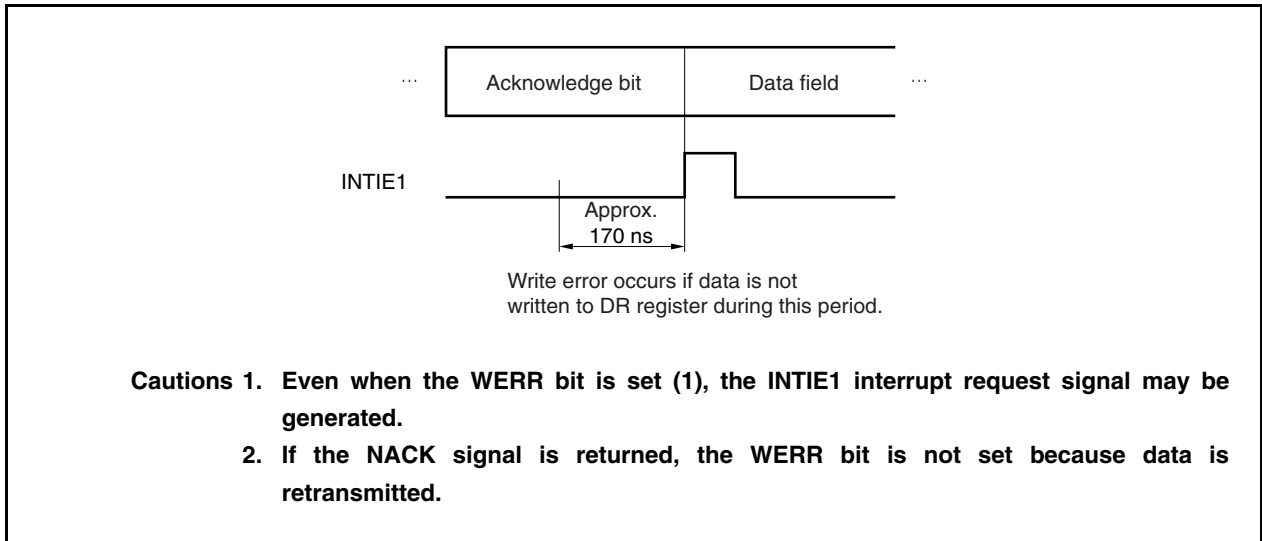 … Acknowledge bit Data field …
INTIE1
Approx.
170 ns
Write error occurs if data is not
written to DR register during this period.
Cautions 1. Even when the WERR bit is set (1), the INTIE1 interrupt request signal may be
generated.
2. If the NACK signal is returned, the WERR bit is not set because data is
retransmitted.